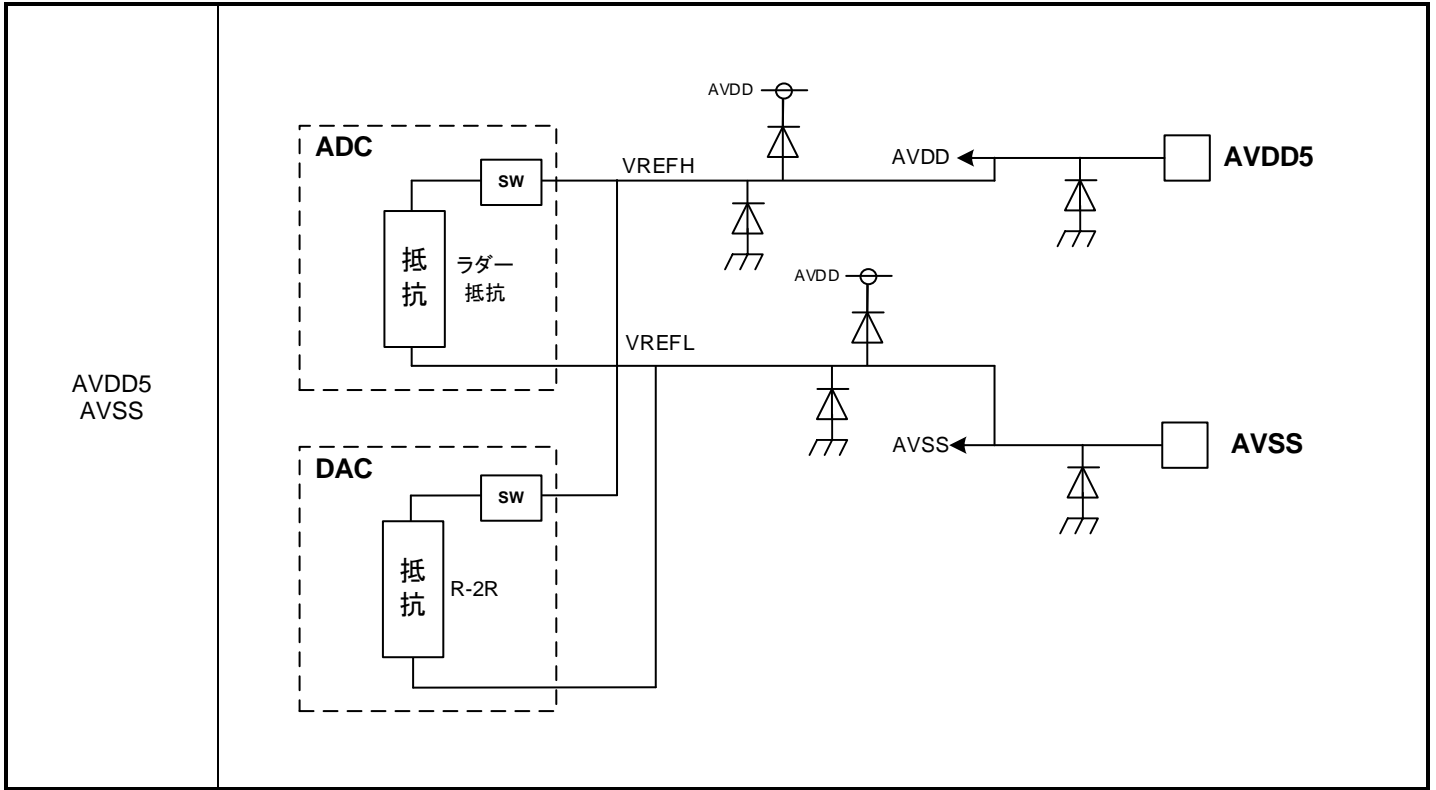 AVDD5
AVSS
AVDD
ADC
SW
VREFH
AVDD
AVDD5
抵
抗
ラダー
抵抗
AVDD
VREFL
AVSS
AVSS
DAC
SW
抵
抗
R-2R